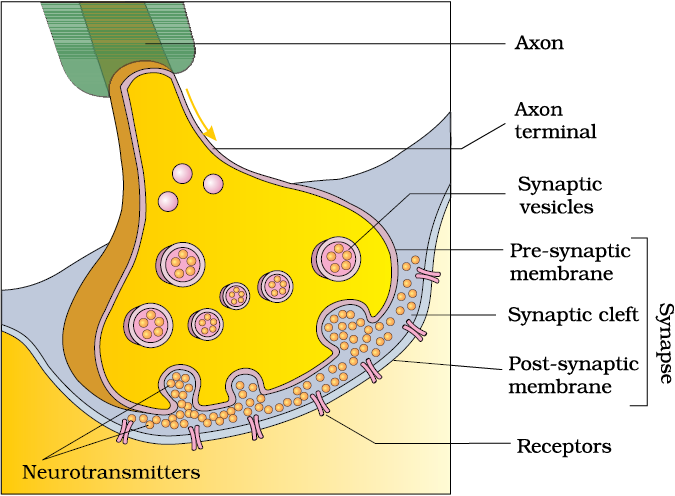 Axon
Axon
terminal
Synaptic
vesicles
Pre-synaptic
membrane
Synaptic cleft
Post-synaptic
membrane
Synapse
Receptors
Neurotransmitters